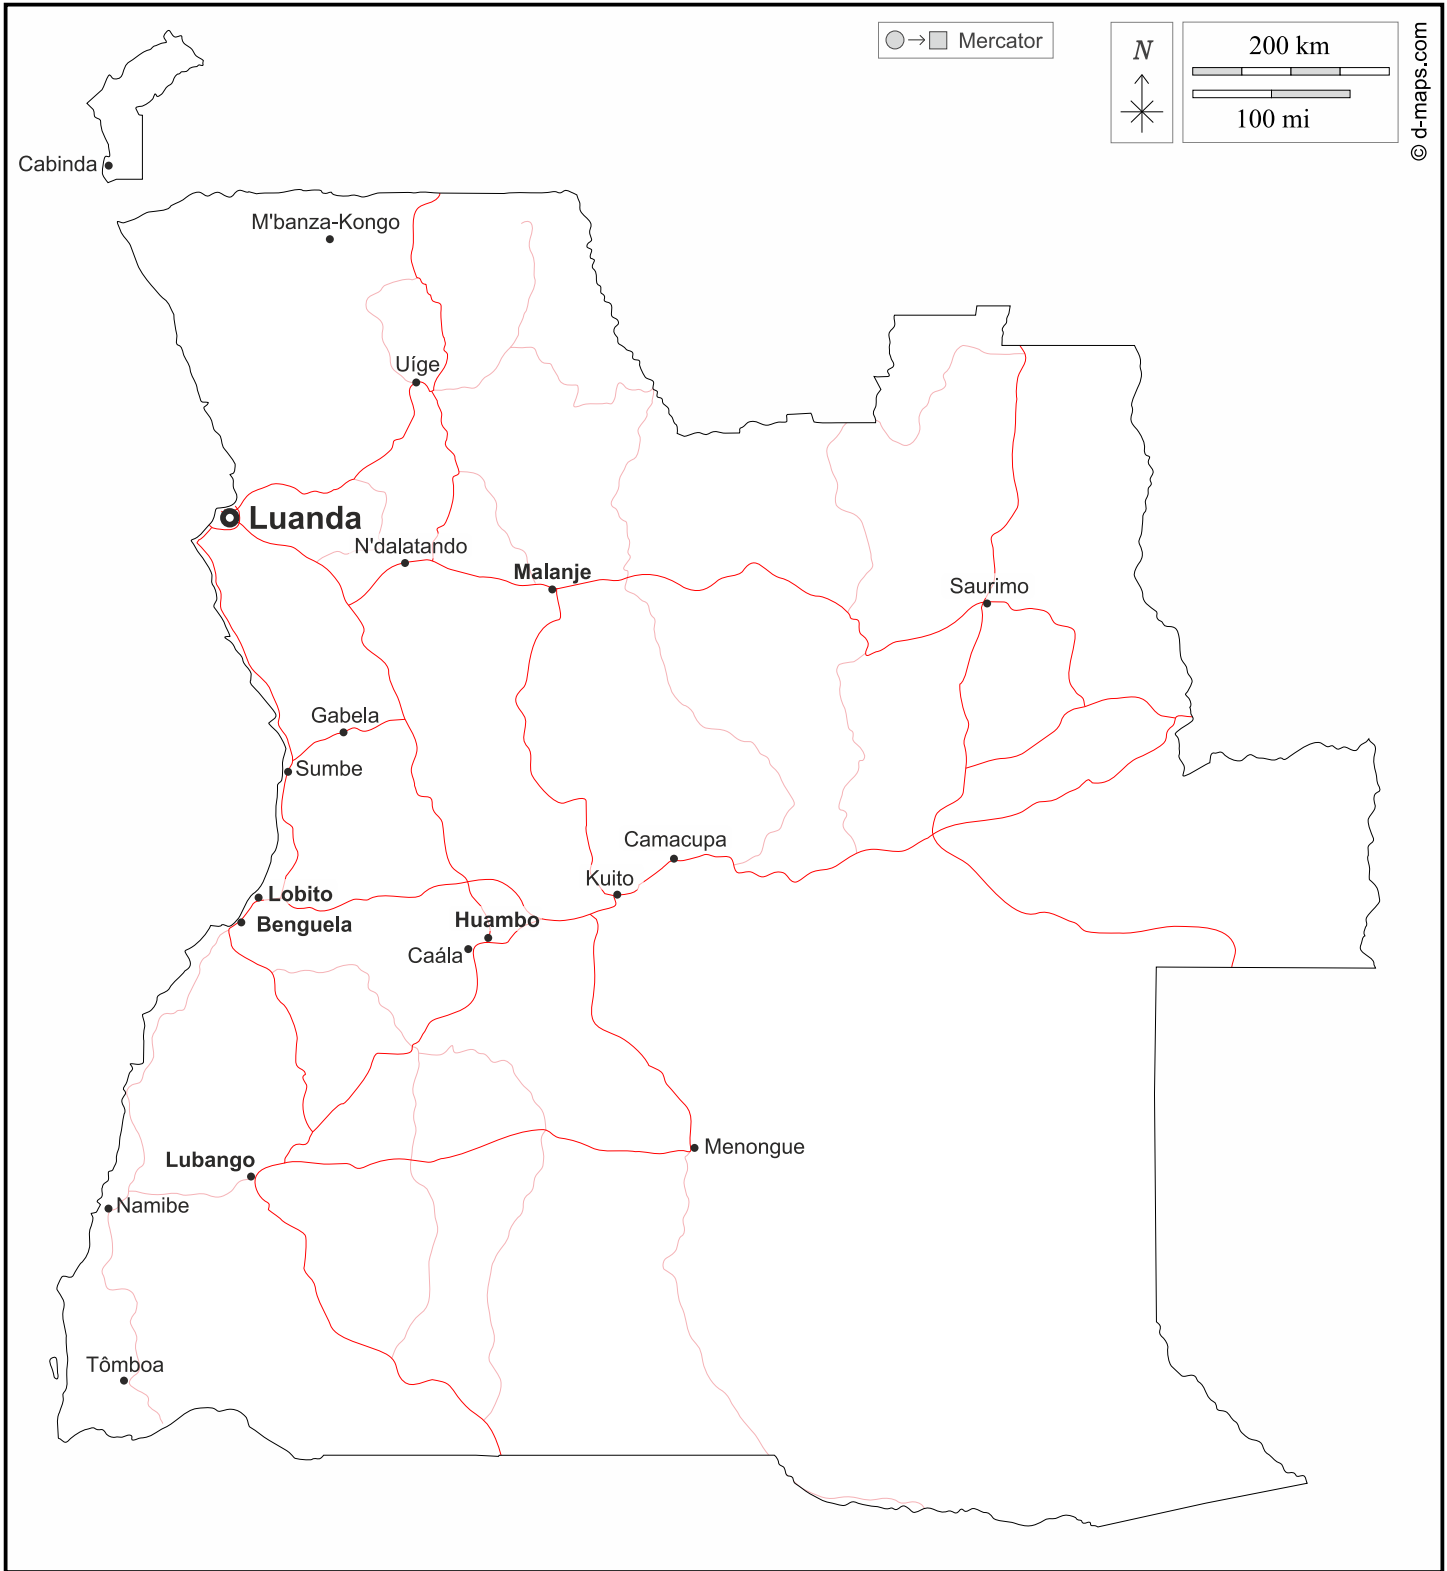 Mercator
N
200 km
100 mi
© d-maps.com
Cabinda
M'banza-Kongo
Uíge
Luanda
N'dalatando
Malanje
Saurimo
Gabela
Sumbe
Camacupa
Kuito
Lobito
Benguela
Huambo
Caála
Menongue
Lubango
Namibe
Tômboa